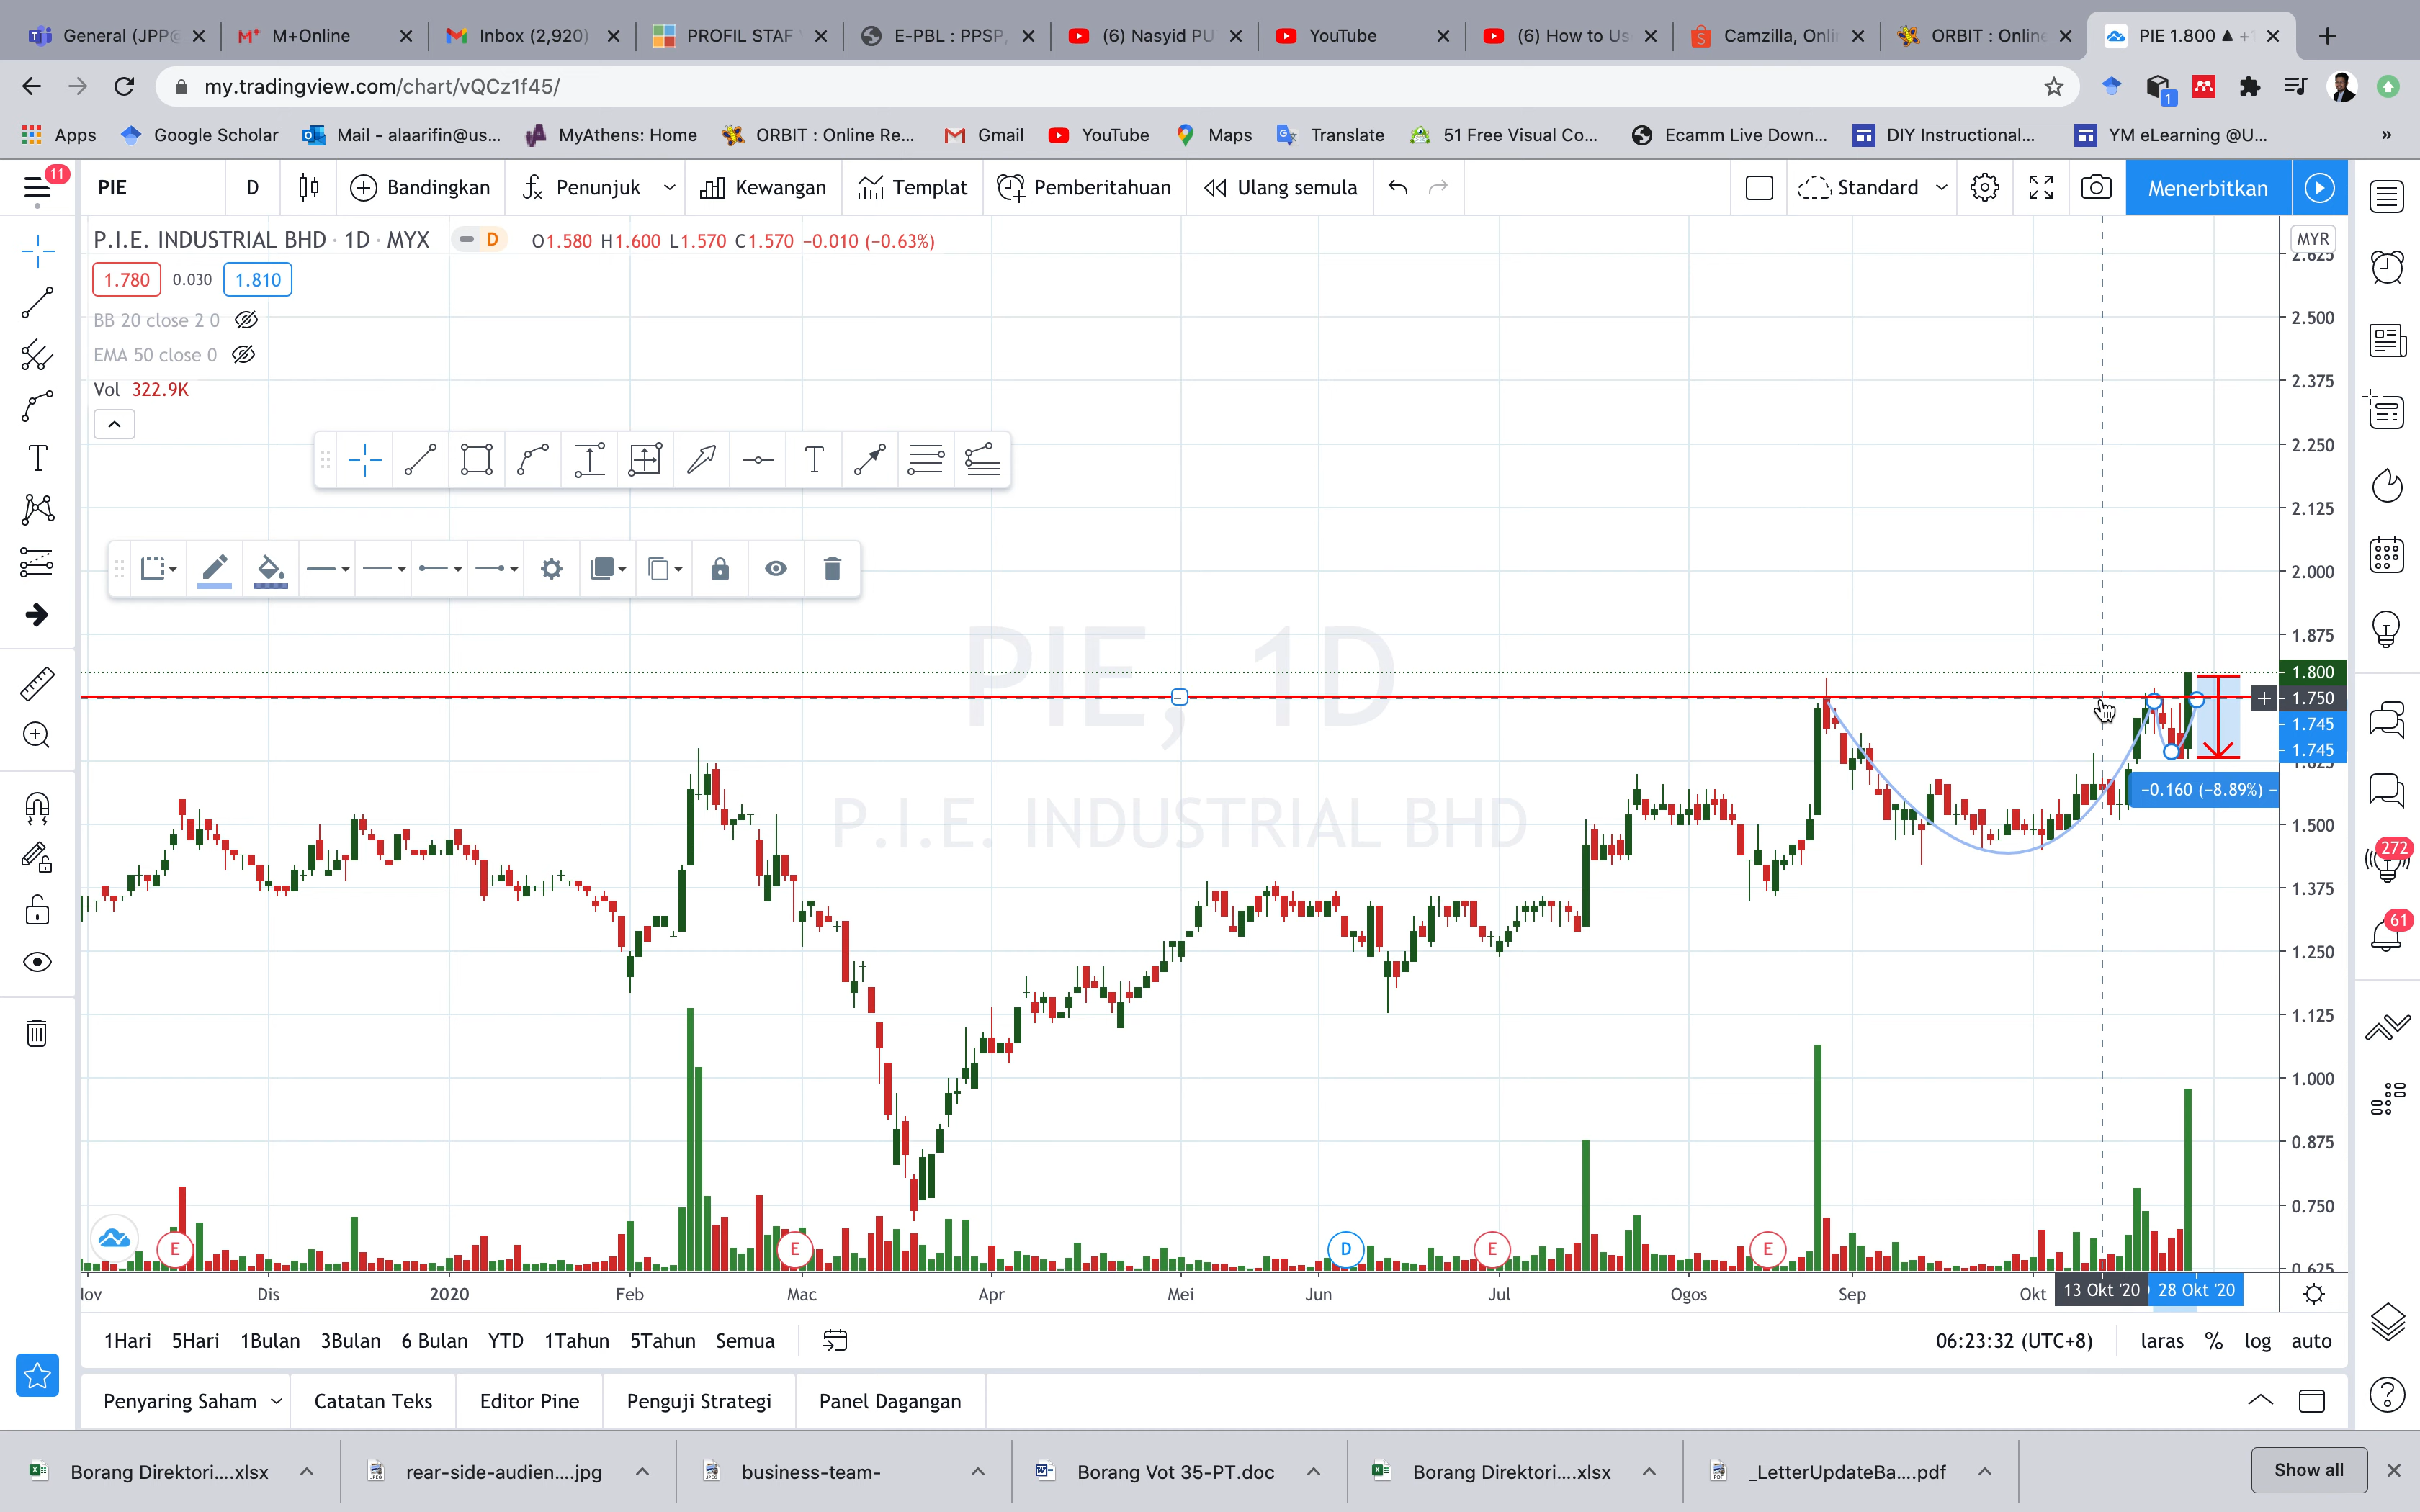 General (JPP@
M+Online
Inbox (2,920)
PROFIL STAF
E-PBL : PPSP,
(6) Nasyid PU
YouTube
(6) How to Us
Camzilla, Onli
ORBIT : Online
PIE 1.800 ▲ +
my.tradingview.com/chart/vQCz1f45/
1
Apps
Google Scholar
Mail - alaarifin@us...
MyAthens: Home
ORBIT : Online Re...
Gmail
YouTube
Maps
Translate
51 Free Visual Co...
Ecamm Live Down...
DIY Instructional...
YM eLearning @U...
»
11
PIE
D
Bandingkan
Penunjuk
Kewangan
Templat
Pemberitahuan
Ulang semula
Standard
Menerbitkan
P.I.E. INDUSTRIAL BHD · 1D · MYX
D
O1.580 H1.600 L1.570 C1.570 −0.010 (−0.63%)
1.780 0.030 1.810
BB 20 close 2 0
EMA 50 close 0
Vol 322.9K
PIE, 1D
P.I.E. INDUSTRIAL BHD
−0.160 (−8.89%) −
MYR
2.625
2.500
2.375
2.250
2.125
2.000
1.875
1.800
1.750
1.745
1.745
1.625
1.500
1.375
1.250
1.125
1.000
0.875
0.750
0.625
272
61
E
E
D
E
E
Nov
Dis
2020
Feb
Mac
Apr
Mei
Jun
Jul
Ogos
Sep
Okt
13 Okt '20
28 Okt '20
1Hari 5Hari 1Bulan 3Bulan 6 Bulan YTD 1Tahun 5Tahun Semua
06:23:32 (UTC+8)
laras % log auto
Penyaring Saham
Catatan Teks
Editor Pine
Penguji Strategi
Panel Dagangan
Borang Direktori....xlsx
rear-side-audien....jpg
business-team-
Borang Vot 35-PT.doc
Borang Direktori....xlsx
_LetterUpdateBa....pdf
Show all